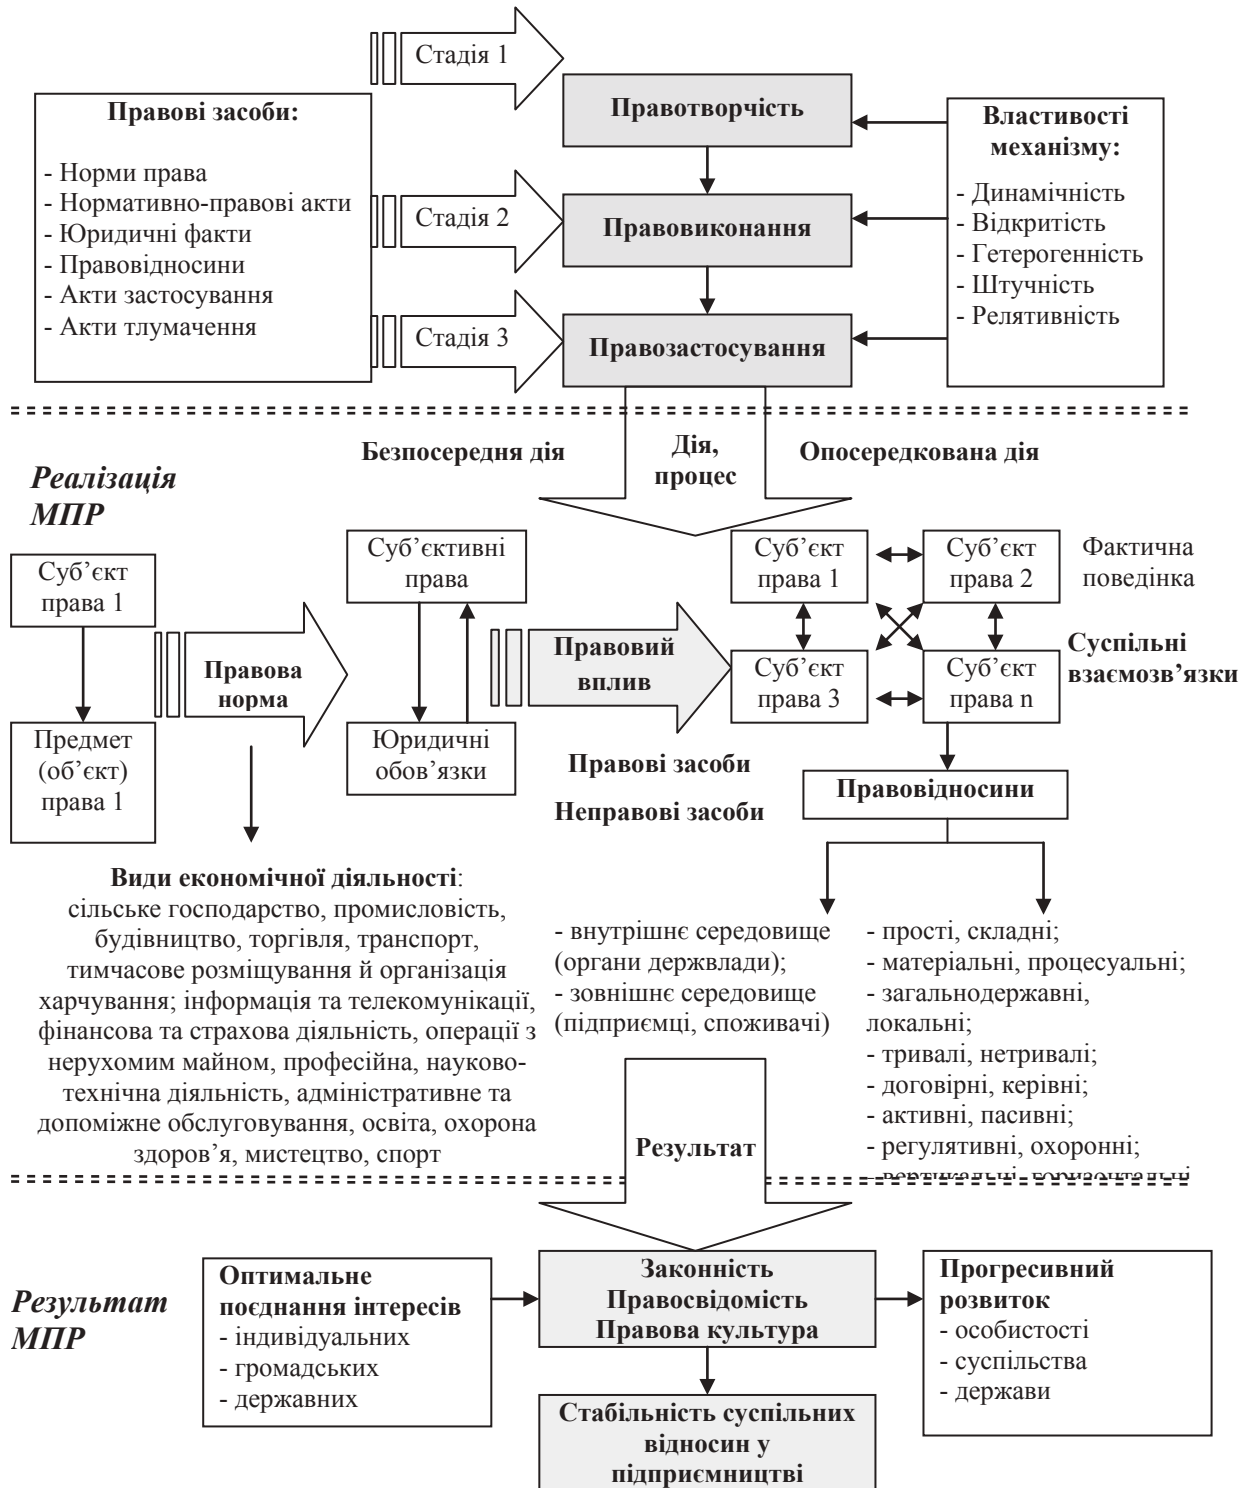 Стадія 1
Правові засоби:
- Норми права
- Нормативно-правові акти
- Юридичні факти
- Правовідносини
- Акти застосування
- Акти тлумачення
Стадія 2
Стадія 3
Правотворчість
Правовиконання
Правозастосування
Властивості
механізму:
- Динамічність
- Відкритість
- Гетерогенність
- Штучність
- Релятивність
Безпосередня дія
Дія,
процес
Опосередкована дія
Реалізація
МПР
Суб’єкт
права 1
Предмет
(об’єкт)
права 1
Правова
норма
Суб’єктивні
права
Юридичні
обов’язки
Правовий
вплив
Суб’єкт
права 1
Суб’єкт
права 2
Суб’єкт
права 3
Суб’єкт
права n
Фактична
поведінка
Суспільні
взаємозв’язки
Правові засоби
Неправові засоби
Правовідносини
Види економічної діяльності:
сільське господарство, промисловість,
будівництво, торгівля, транспорт,
тимчасове розміщування й організація
харчування; інформація та телекомунікації,
фінансова та страхова діяльність, операції з
нерухомим майном, професійна, науково-
технічна діяльність, адміністративне та
допоміжне обслуговування, освіта, охорона
здоров’я, мистецтво, спорт
- внутрішнє середовище
(органи держвлади);
- зовнішнє середовище
(підприємці, споживачі)
- прості, складні;
- матеріальні, процесуальні;
- загальнодержавні,
локальні;
- тривалі, нетривалі;
- договірні, керівні;
- активні, пасивні;
- регулятивні, охоронні;
- вертикальні, горизонтальні
Результат
Результат
МПР
Оптимальне
поєднання інтересів
- індивідуальних
- громадських
- державних
Законність
Правосвідомість
Правова культура
Прогресивний
розвиток
- особистості
- суспільства
- держави
Стабільність суспільних
відносин у
підприємництві